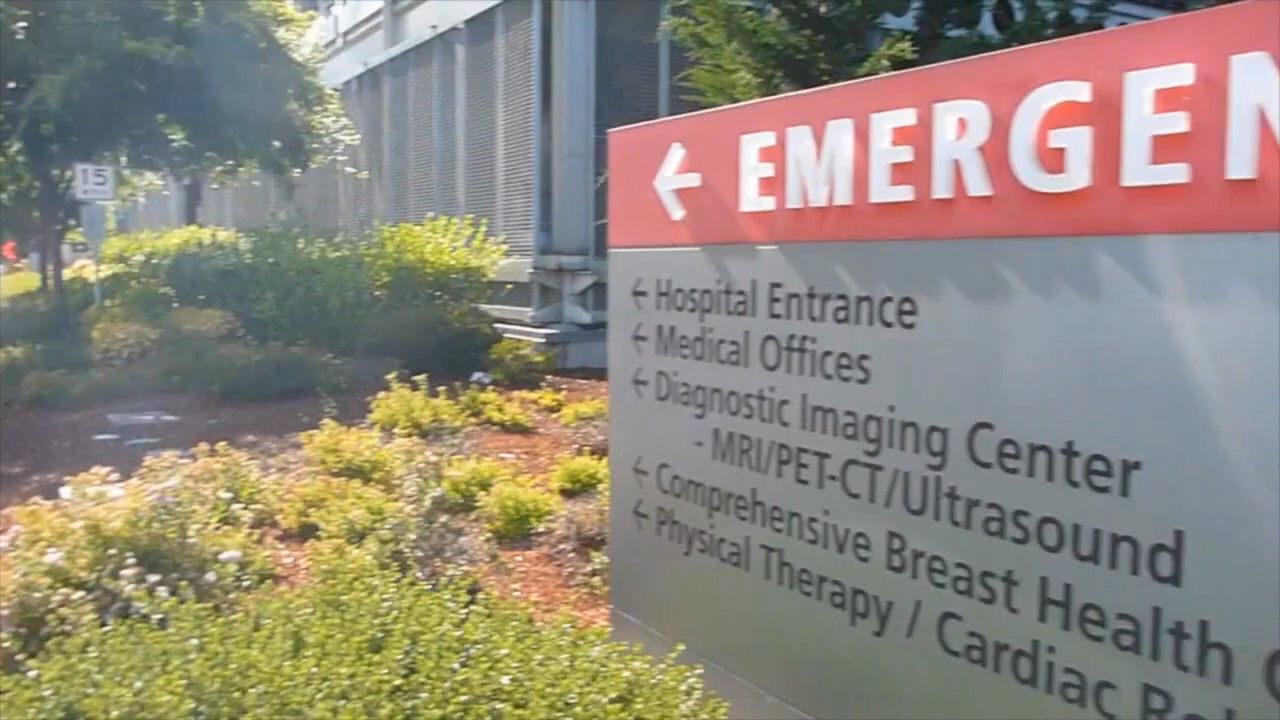 15
← EMERGEN
← Hospital Entrance
← Medical Offices
← Diagnostic Imaging Center
- MRI/PET-CT/Ultrasound
← Comprehensive Breast Health
← Physical Therapy / Cardiac